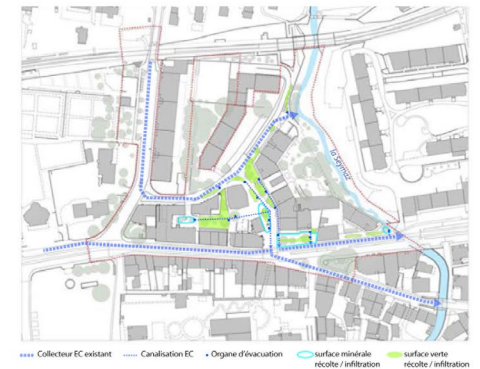 la Seymaz
Collecteur EC existant
Canalisation EC
Organe d'évacuation
surface minérale
récolte / infiltration
surface verte
récolte / infiltration